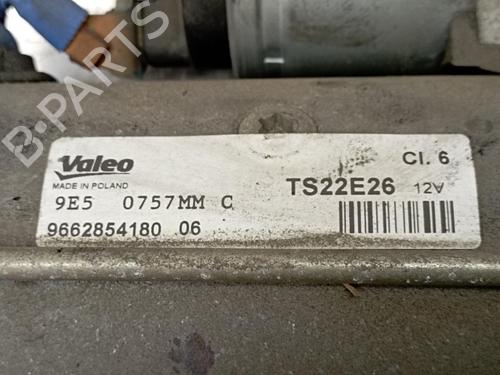 B-PARTS
Valeo
MADE IN POLAND
Cl. 6
TS22E26 12V
9E5 0757MM C
9662854180 06